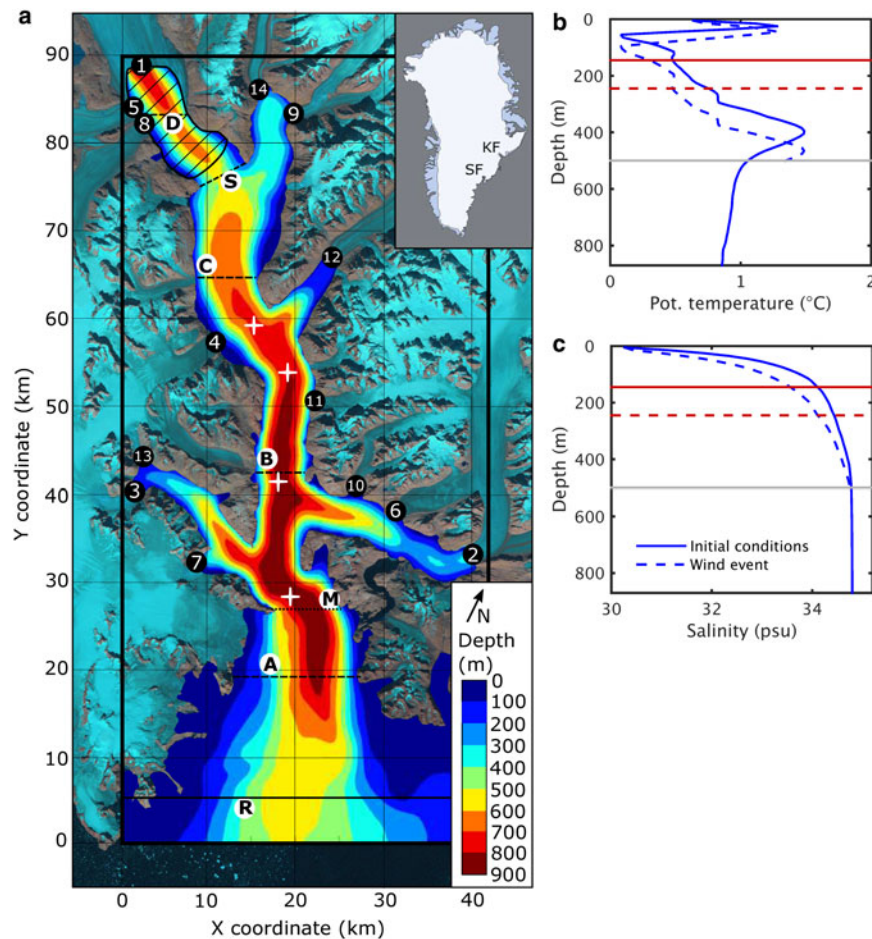 a
90
80
70
60
50
40
30
20
10
0
Y coordinate (km)
0
10
20
30
40
X coordinate (km)
1
14
5
9
8
D
S
12
C
4
11
B
13
3
10
6
2
7
M
A
R
KF
SF
N
Depth
(m)
0
100
200
300
400
500
600
700
800
900
b
0
200
400
600
800
Depth (m)
0
1
2
Pot. temperature (°C)
c
0
200
400
600
800
Depth (m)
Initial conditions
Wind event
30
32
34
Salinity (psu)